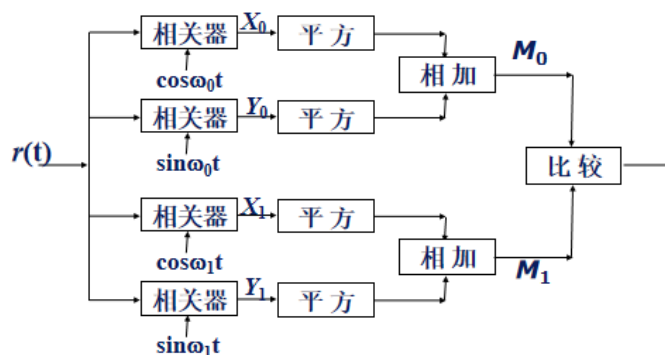 X₀
相关器
平方
M₀
cosω₀t
相加
Y₀
相关器
平方
r(t)
sinω₀t
比较
X₁
相关器
平方
cosω₁t
相加
M₁
Y₁
相关器
平方
sinω₁t